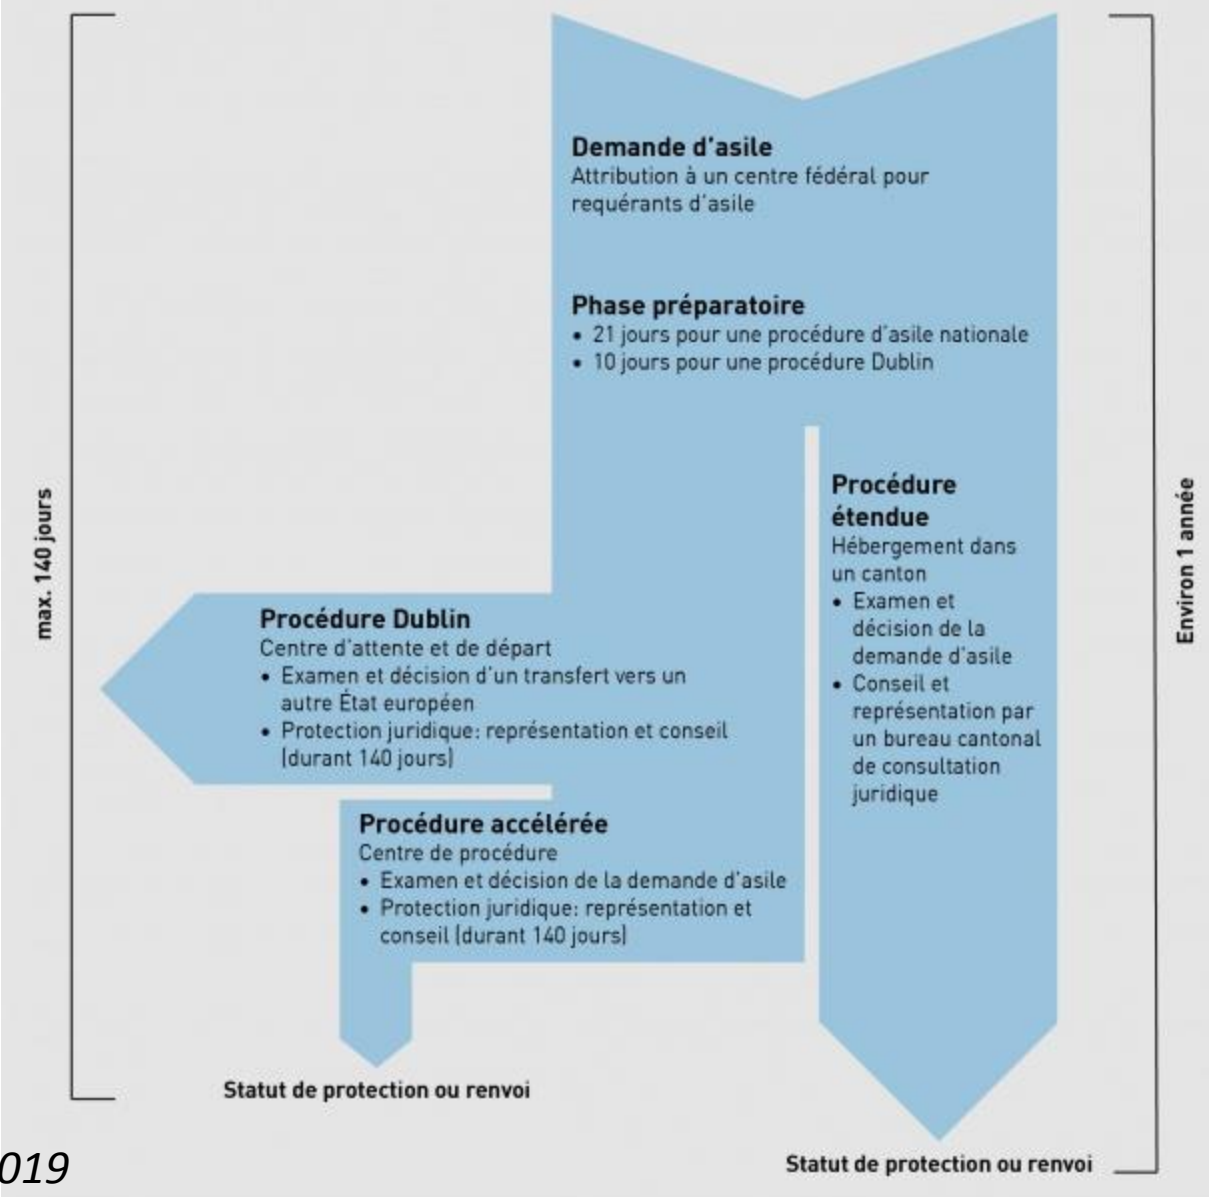 Demande d'asile
Attribution à un centre fédéral pour
requérants d'asile
Phase préparatoire
• 21 jours pour une procédure d'asile nationale
• 10 jours pour une procédure Dublin
max. 140 jours
Environ 1 année
Procédure
étendue
Hébergement dans
un canton
• Examen et
décision de la
demande d'asile
• Conseil et
représentation par
un bureau cantonal
de consultation
juridique
Procédure Dublin
Centre d'attente et de départ
• Examen et décision d'un transfert vers un
autre État européen
• Protection juridique: représentation et conseil
(durant 140 jours)
Procédure accélérée
Centre de procédure
• Examen et décision de la demande d'asile
• Protection juridique: représentation et
conseil (durant 140 jours)
Statut de protection ou renvoi
Statut de protection ou renvoi
019